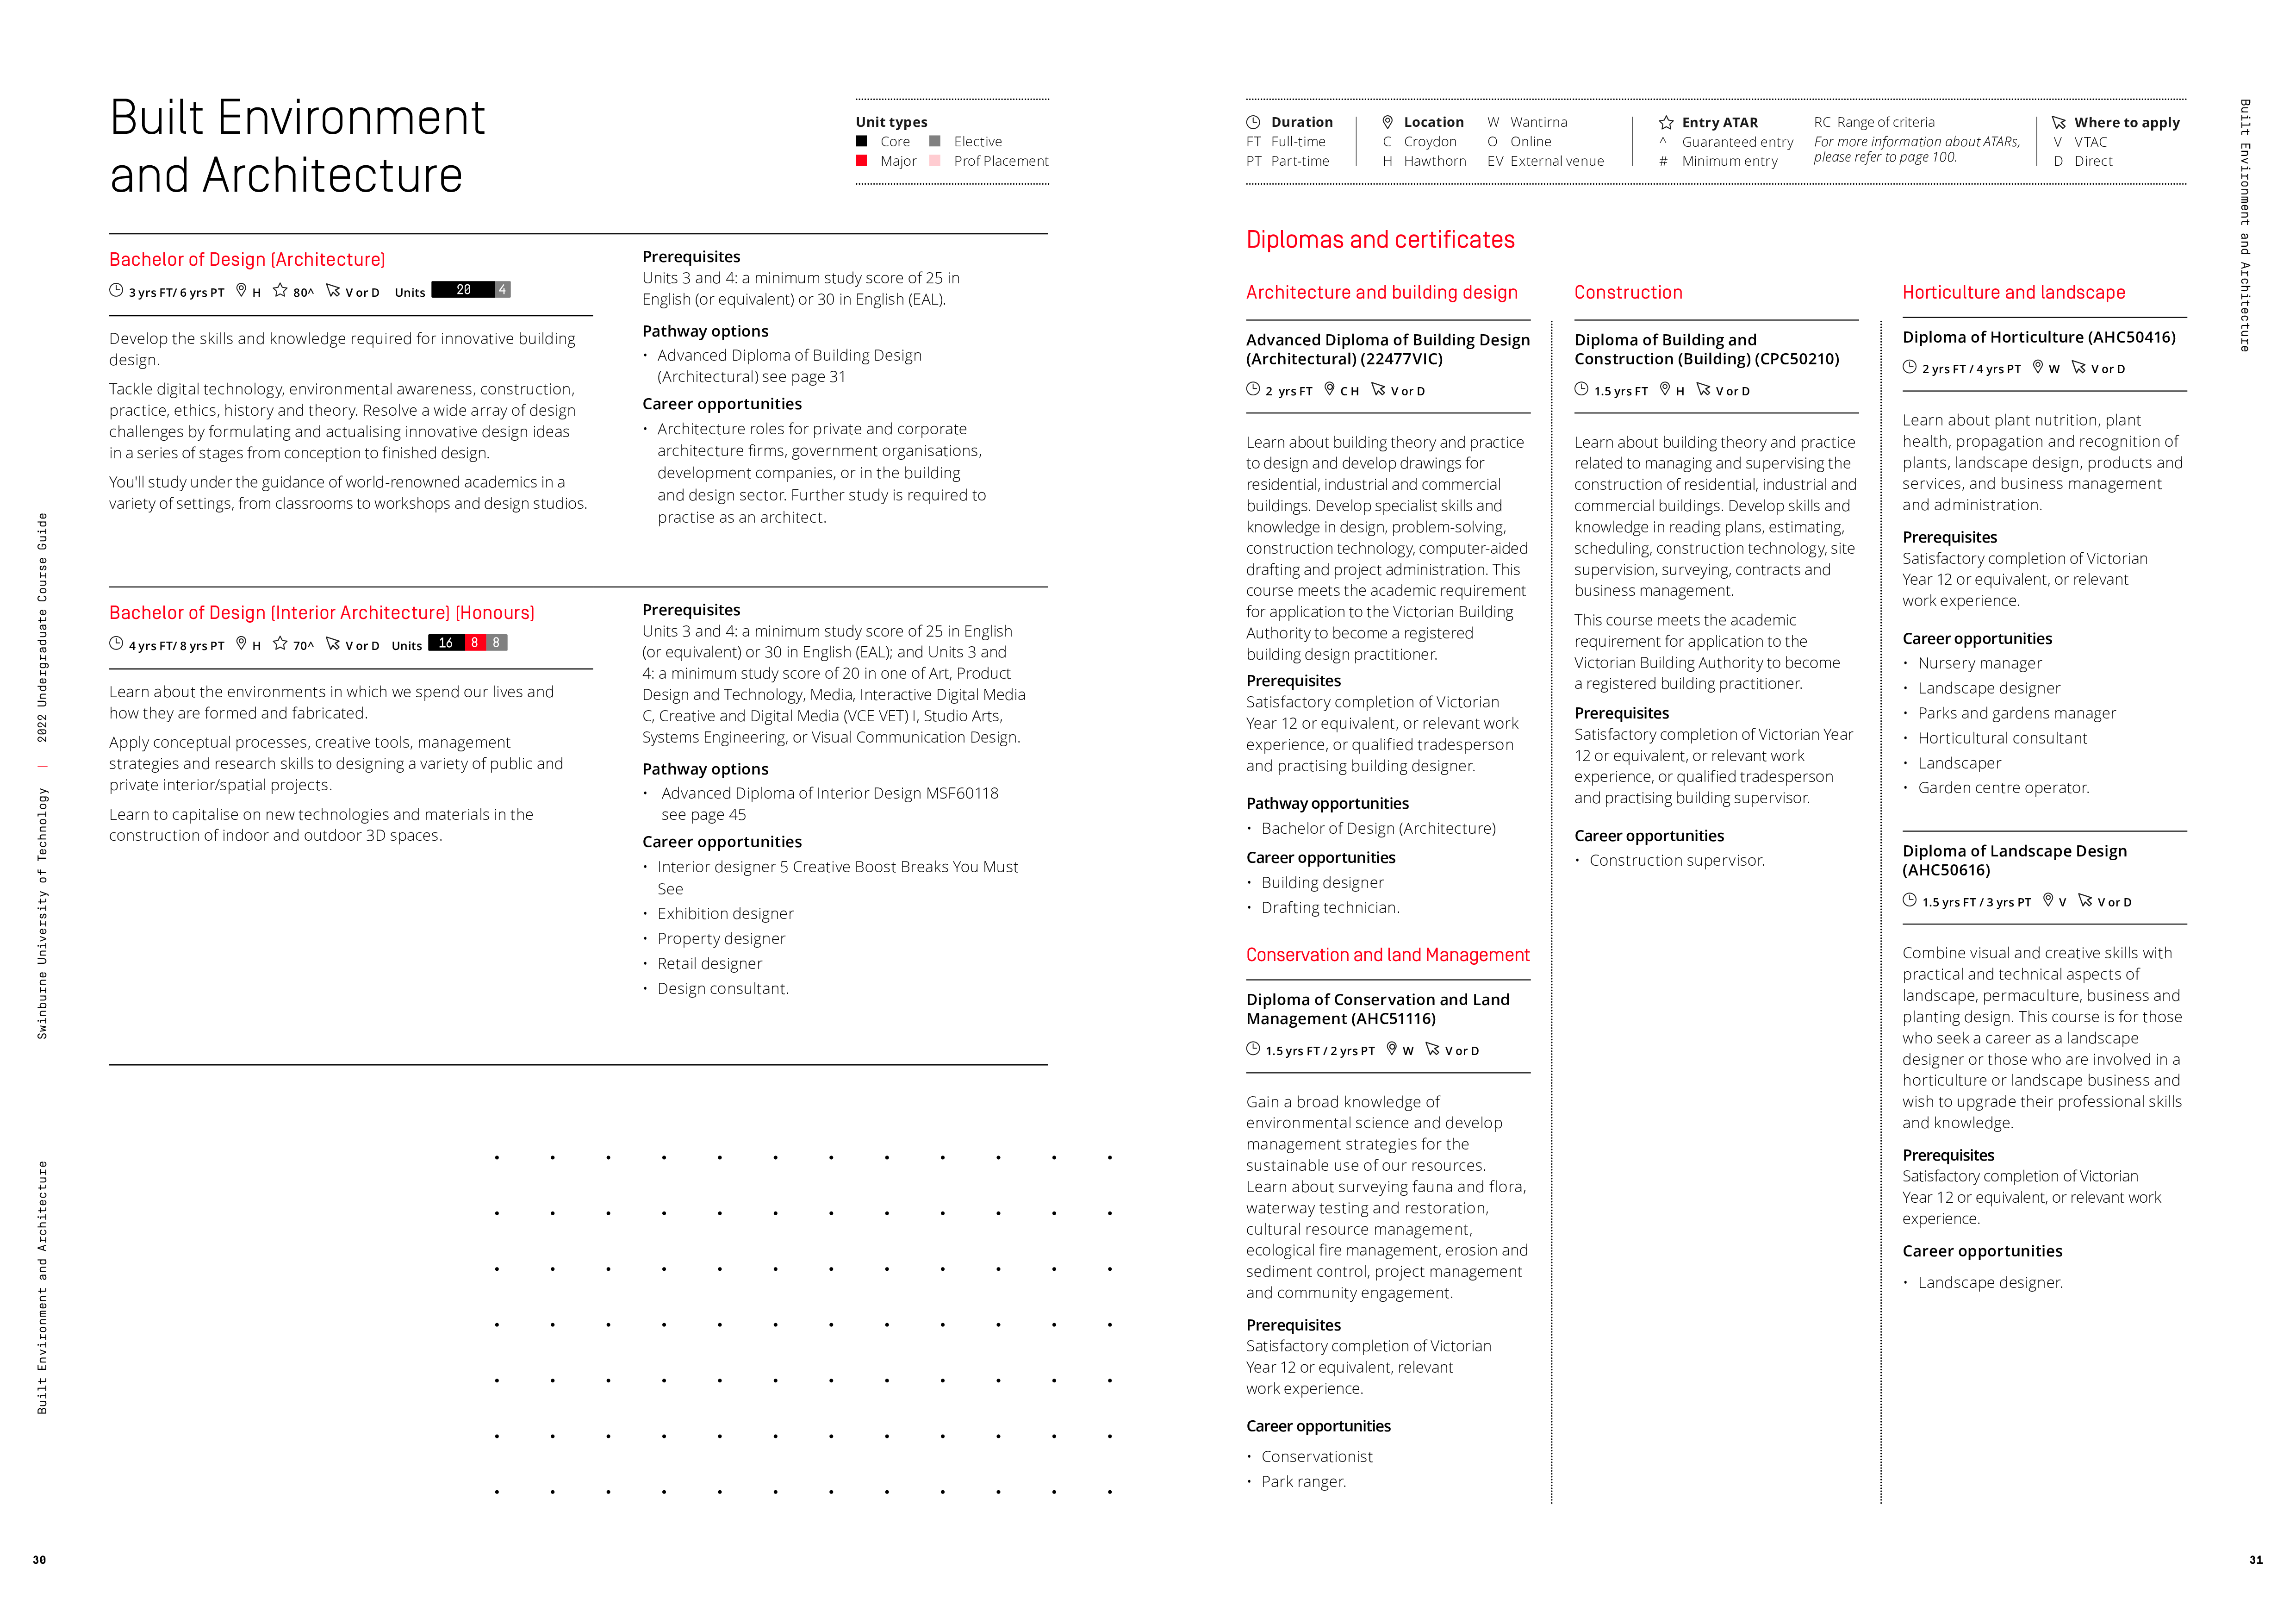 Built Environment
and Architecture
Unit types
Core Elective
Major Prof Placement
Bachelor of Design (Architecture)
3 yrs FT/ 6 yrs PT H 80^ V or D Units 20 4
Develop the skills and knowledge required for innovative building
design.
Tackle digital technology, environmental awareness, construction,
practice, ethics, history and theory. Resolve a wide array of design
challenges by formulating and actualising innovative design ideas
in a series of stages from conception to finished design.
You'll study under the guidance of world-renowned academics in a
variety of settings, from classrooms to workshops and design studios.
Prerequisites
Units 3 and 4: a minimum study score of 25 in
English (or equivalent) or 30 in English (EAL).
Pathway options
• Advanced Diploma of Building Design
(Architectural) see page 31
Career opportunities
• Architecture roles for private and corporate
architecture firms, government organisations,
development companies, or in the building
and design sector. Further study is required to
practise as an architect.
Bachelor of Design (Interior Architecture) (Honours)
4 yrs FT/ 8 yrs PT H 70^ V or D Units 16 8 8
Learn about the environments in which we spend our lives and
how they are formed and fabricated.
Apply conceptual processes, creative tools, management
strategies and research skills to designing a variety of public and
private interior/spatial projects.
Learn to capitalise on new technologies and materials in the
construction of indoor and outdoor 3D spaces.
Prerequisites
Units 3 and 4: a minimum study score of 25 in English
(or equivalent) or 30 in English (EAL); and Units 3 and
4: a minimum study score of 20 in one of Art, Product
Design and Technology, Media, Interactive Digital Media
C, Creative and Digital Media (VCE VET) I, Studio Arts,
Systems Engineering, or Visual Communication Design.
Pathway options
• Advanced Diploma of Interior Design MSF60118
see page 45
Career opportunities
• Interior designer 5 Creative Boost Breaks You Must
See
• Exhibition designer
• Property designer
• Retail designer
• Design consultant.
Swinburne University of Technology | 2022 Undergraduate Course Guide
Built Environment and Architecture
30
Duration
FT Full-time
PT Part-time
Location
C Croydon
H Hawthorn
W Wantirna
O Online
EV External venue
Entry ATAR
^ Guaranteed entry
# Minimum entry
RC Range of criteria
For more information about ATARs,
please refer to page 100.
Where to apply
V VTAC
D Direct
Diplomas and certificates
Architecture and building design
Advanced Diploma of Building Design
(Architectural) (22477VIC)
2 yrs FT C H V or D
Learn about building theory and practice
to design and develop drawings for
residential, industrial and commercial
buildings. Develop specialist skills and
knowledge in design, problem-solving,
construction technology, computer-aided
drafting and project administration. This
course meets the academic requirement
for application to the Victorian Building
Authority to become a registered
building design practitioner.
Prerequisites
Satisfactory completion of Victorian
Year 12 or equivalent, or relevant work
experience, or qualified tradesperson
and practising building designer.
Pathway opportunities
• Bachelor of Design (Architecture)
Career opportunities
• Building designer
• Drafting technician.
Conservation and land Management
Diploma of Conservation and Land
Management (AHC51116)
1.5 yrs FT / 2 yrs PT W V or D
Gain a broad knowledge of
environmental science and develop
management strategies for the
sustainable use of our resources.
Learn about surveying fauna and flora,
waterway testing and restoration,
cultural resource management,
ecological fire management, erosion and
sediment control, project management
and community engagement.
Prerequisites
Satisfactory completion of Victorian
Year 12 or equivalent, relevant
work experience.
Career opportunities
• Conservationist
• Park ranger.
Construction
Diploma of Building and
Construction (Building) (CPC50210)
1.5 yrs FT H V or D
Learn about building theory and practice
related to managing and supervising the
construction of residential, industrial and
commercial buildings. Develop skills and
knowledge in reading plans, estimating,
scheduling, construction technology, site
supervision, surveying, contracts and
business management.
This course meets the academic
requirement for application to the
Victorian Building Authority to become
a registered building practitioner.
Prerequisites
Satisfactory completion of Victorian Year
12 or equivalent, or relevant work
experience, or qualified tradesperson
and practising building supervisor.
Career opportunities
• Construction supervisor.
Horticulture and landscape
Diploma of Horticulture (AHC50416)
2 yrs FT / 4 yrs PT W V or D
Learn about plant nutrition, plant
health, propagation and recognition of
plants, landscape design, products and
services, and business management
and administration.
Prerequisites
Satisfactory completion of Victorian
Year 12 or equivalent, or relevant
work experience.
Career opportunities
• Nursery manager
• Landscape designer
• Parks and gardens manager
• Horticultural consultant
• Landscaper
• Garden centre operator.
Diploma of Landscape Design
(AHC50616)
1.5 yrs FT / 3 yrs PT V V or D
Combine visual and creative skills with
practical and technical aspects of
landscape, permaculture, business and
planting design. This course is for those
who seek a career as a landscape
designer or those who are involved in a
horticulture or landscape business and
wish to upgrade their professional skills
and knowledge.
Prerequisites
Satisfactory completion of Victorian
Year 12 or equivalent, or relevant work
experience.
Career opportunities
• Landscape designer.
Built Environment and Architecture
31